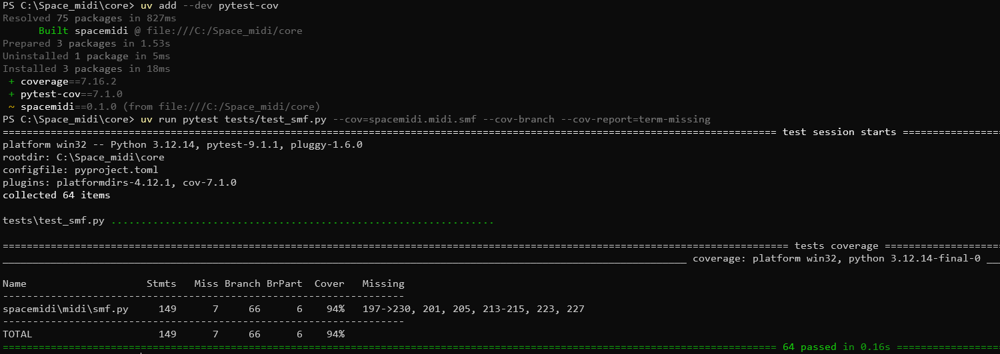 PS C:\Space_midi\core> uv add --dev pytest-cov
Resolved 75 packages in 827ms
      Built spacemidi @ file:///C:/Space_midi/core
Prepared 3 packages in 1.53s
Uninstalled 1 package in 5ms
Installed 3 packages in 18ms
 + coverage==7.16.2
 + pytest-cov==7.1.0
 ~ spacemidi==0.1.0 (from file:///C:/Space_midi/core)
PS C:\Space_midi\core> uv run pytest tests/test_smf.py --cov=spacemidi.midi.smf --cov-branch --cov-report=term-missing
================================================================================================================================= test session starts =================
platform win32 -- Python 3.12.14, pytest-9.1.1, pluggy-1.6.0
rootdir: C:\Space_midi\core
configfile: pyproject.toml
plugins: platformdirs-4.12.1, cov-7.1.0
collected 64 items

tests\test_smf.py ................................................................

=================================================================================================================================== tests coverage ====================
__________________________________________________________________________________________________________________ coverage: platform win32, python 3.12.14-final-0 ___

Name                     Stmts   Miss Branch BrPart  Cover   Missing
-------------------------------------------------------------------
spacemidi\midi\smf.py     149      7     66      6    94%   197->230, 201, 205, 213-215, 223, 227
-------------------------------------------------------------------
TOTAL                     149      7     66      6    94%
================================================================================================================================= 64 passed in 0.16s ==================